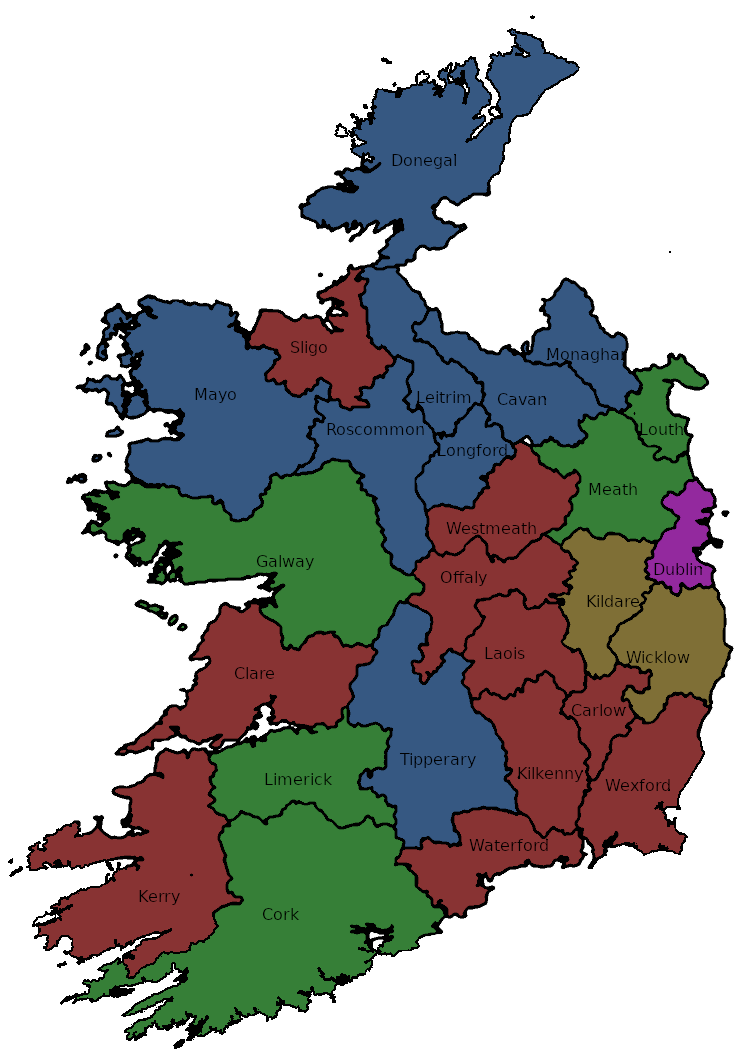 Donegal
Sligo
Monaghan
Mayo
Leitrim
Cavan
Roscommon
Louth
Longford
Meath
Westmeath
Galway
Dublin
Offaly
Kildare
Laois
Wicklow
Clare
Carlow
Tipperary
Limerick
Kilkenny
Wexford
Waterford
Kerry
Cork